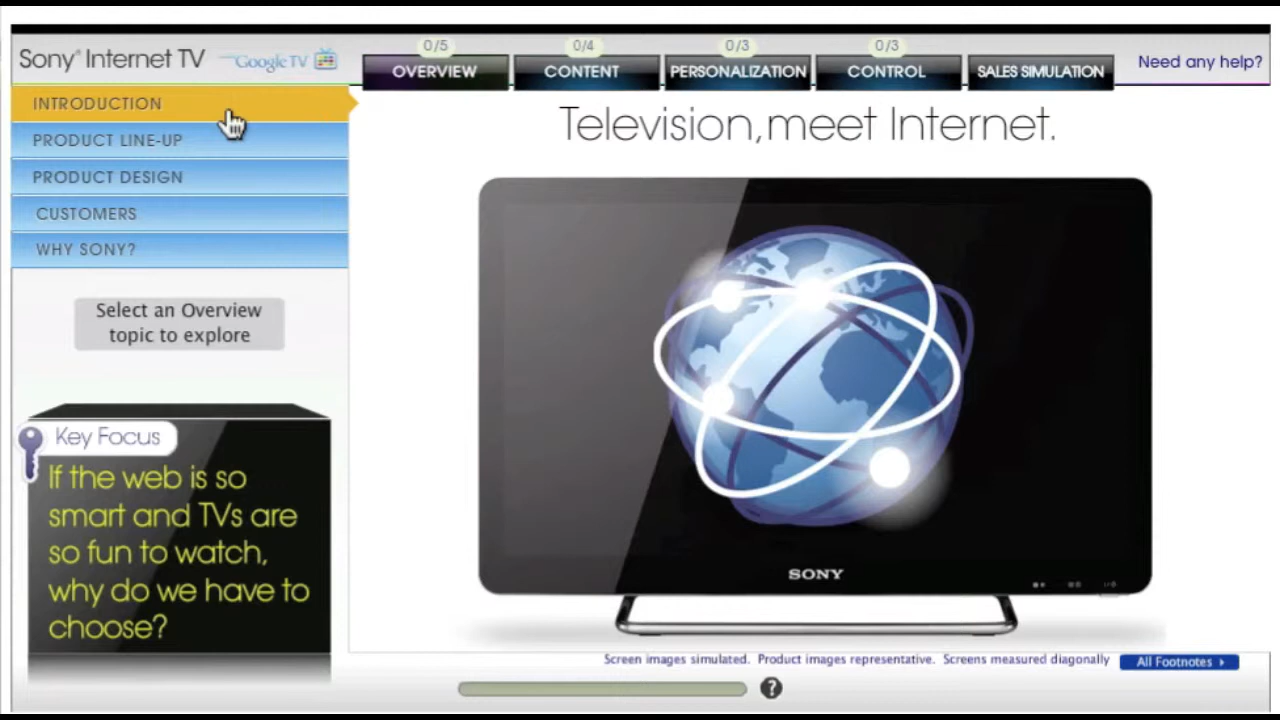 Sony® Internet TV
Google TV
0/5
0/4
0/3
0/3
OVERVIEW
CONTENT
PERSONALIZATION
CONTROL
SALES SIMULATION
Need any help?
INTRODUCTION
PRODUCT LINE-UP
PRODUCT DESIGN
CUSTOMERS
WHY SONY?
Select an Overview
topic to explore
Key Focus
If the web is so
smart and TVs are
so fun to watch,
why do we have to
choose?
Television, meet Internet.
SONY
Screen images simulated. Product images representative. Screens measured diagonally
All Footnotes
?